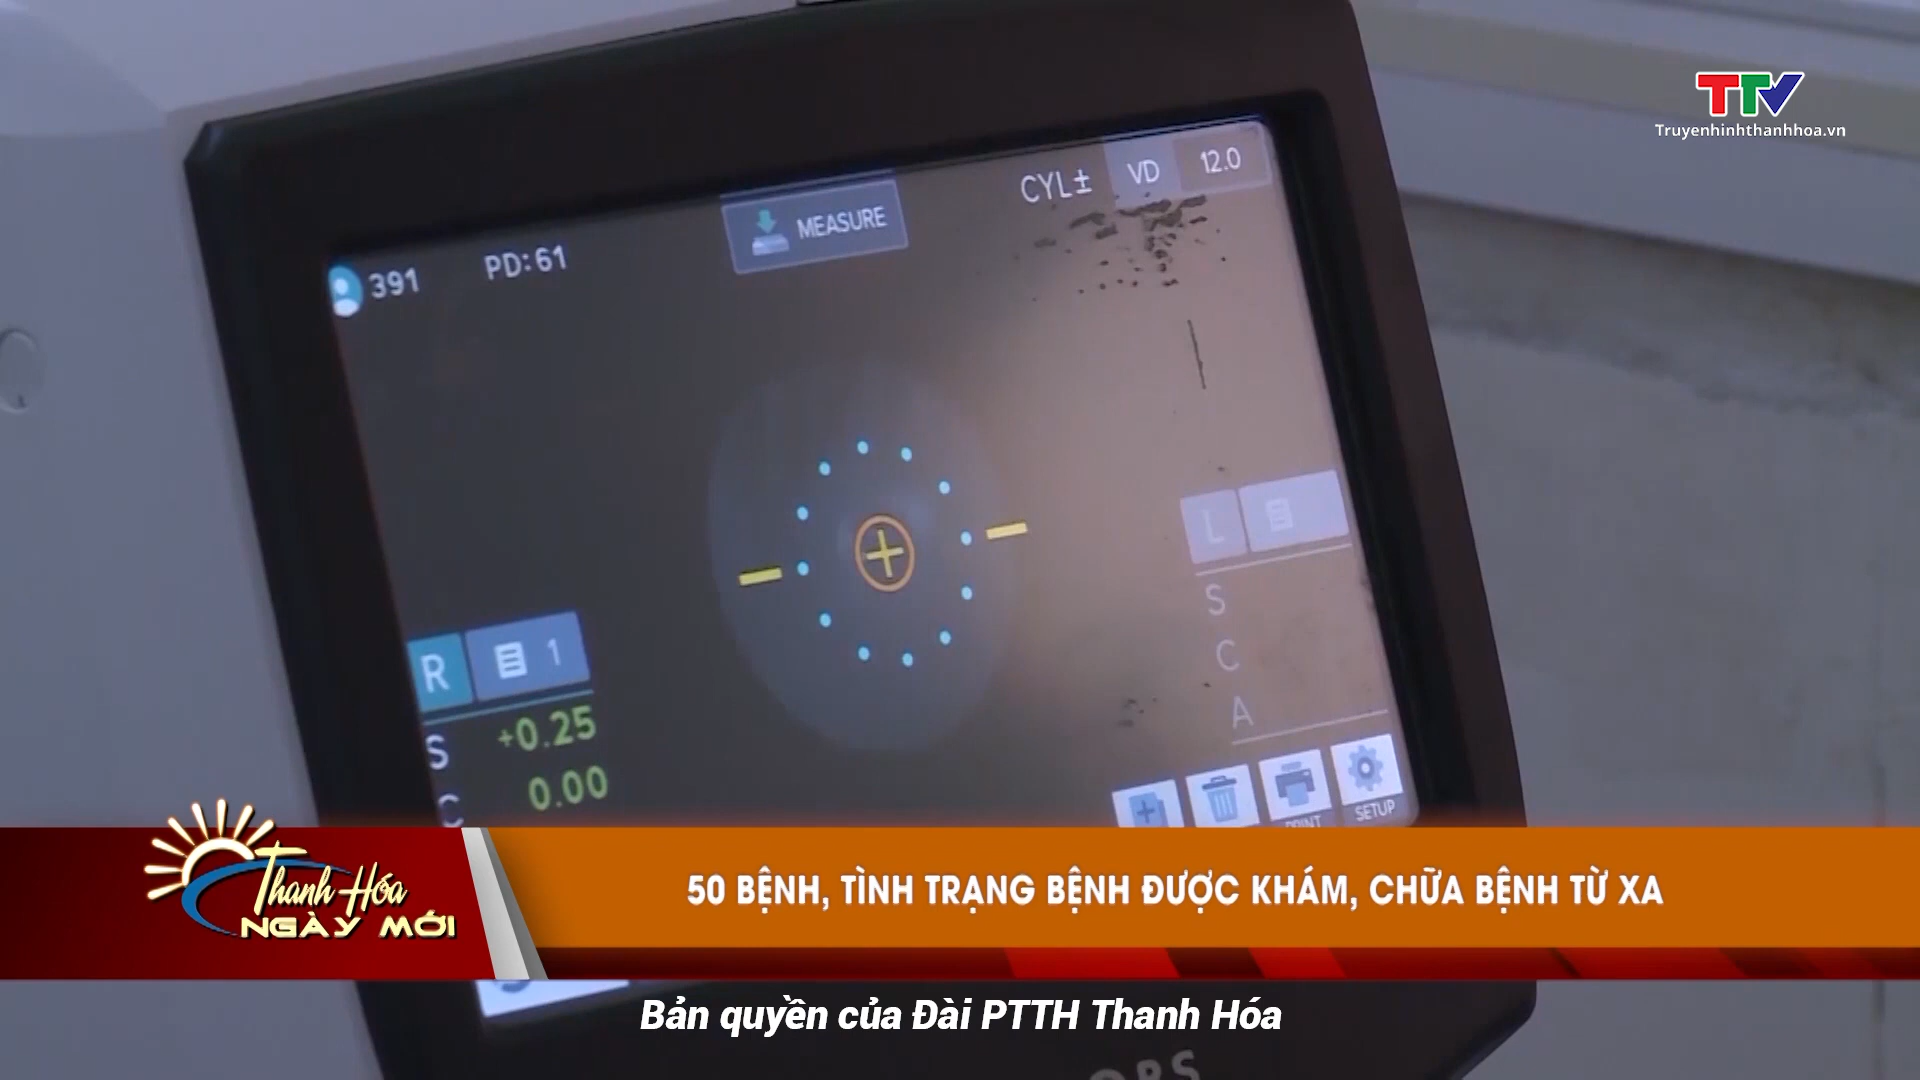 TTV
Truyenhinhthanhhoa.vn
CYL±
VD
12.0
MEASURE
391
PD:61
R
1
S
+0.25
C
0.00
L
S
C
A
PRINT
SETUP
Thanh Hóa
NGÀY MỚI
50 BỆNH, TÌNH TRẠNG BỆNH ĐƯỢC KHÁM, CHỮA BỆNH TỪ XA
Bản quyền của Đài PTTH Thanh Hóa